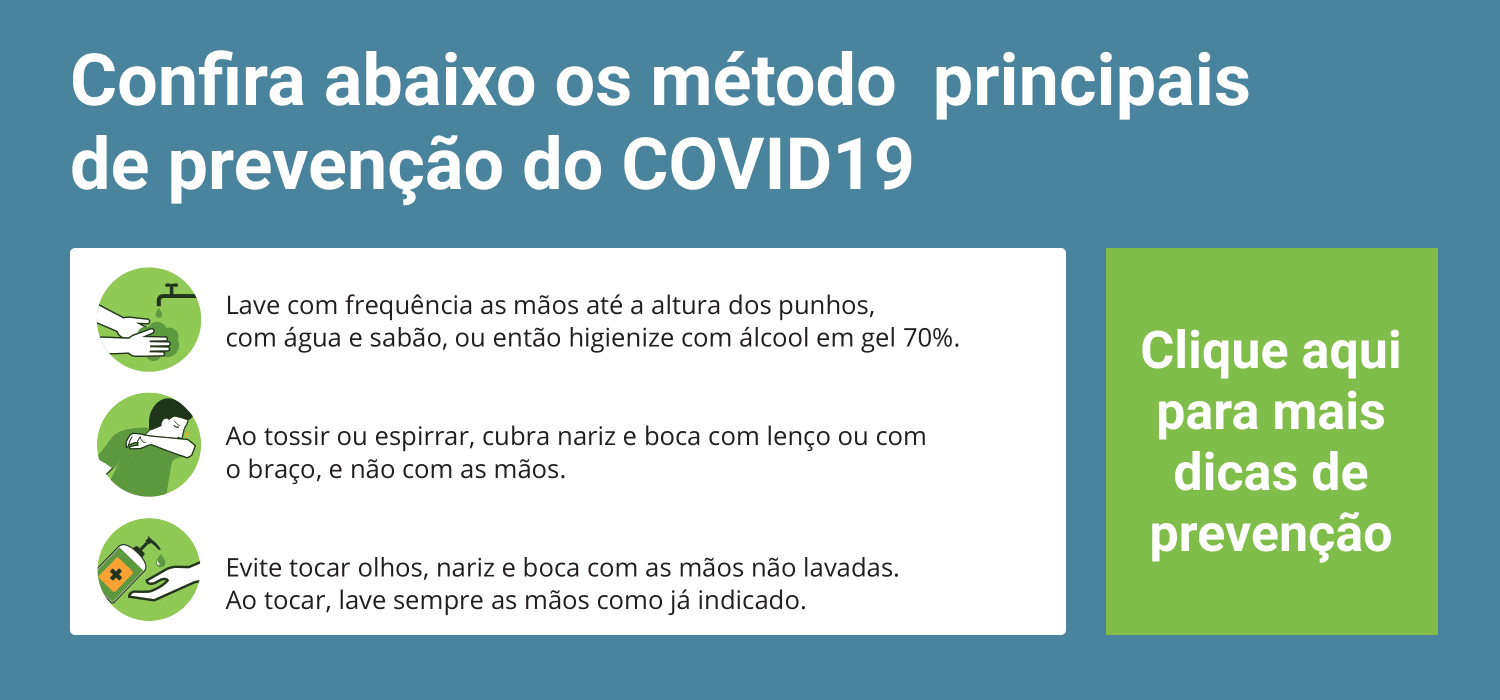 Confira abaixo os método  principais
de prevenção do COVID19
Lave com frequência as mãos até a altura dos punhos,
com água e sabão, ou então higienize com álcool em gel 70%.
Ao tossir ou espirrar, cubra nariz e boca com lenço ou com
o braço, e não com as mãos.
Evite tocar olhos, nariz e boca com as mãos não lavadas.
Ao tocar, lave sempre as mãos como já indicado.
Clique aqui
para mais
dicas de
prevenção